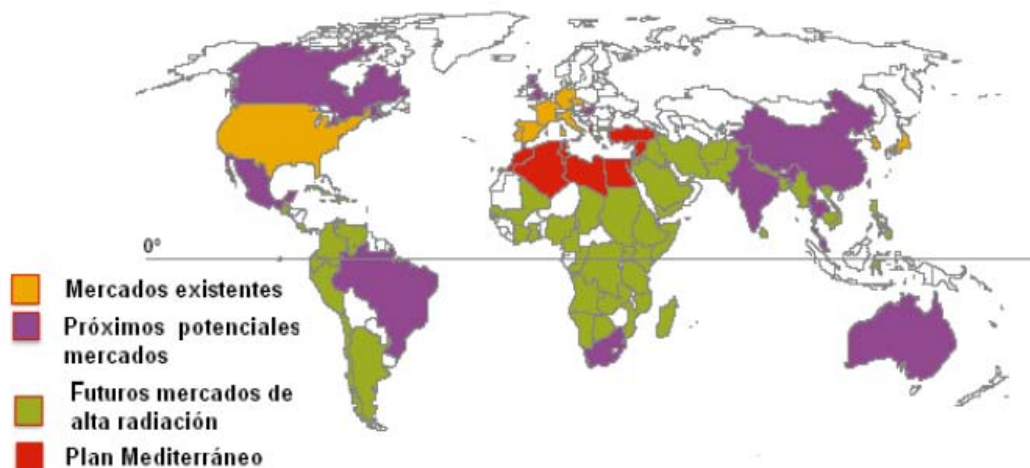 0°
Mercados existentes
Próximos potenciales
mercados
Futuros mercados de
alta radiación
Plan Mediterráneo